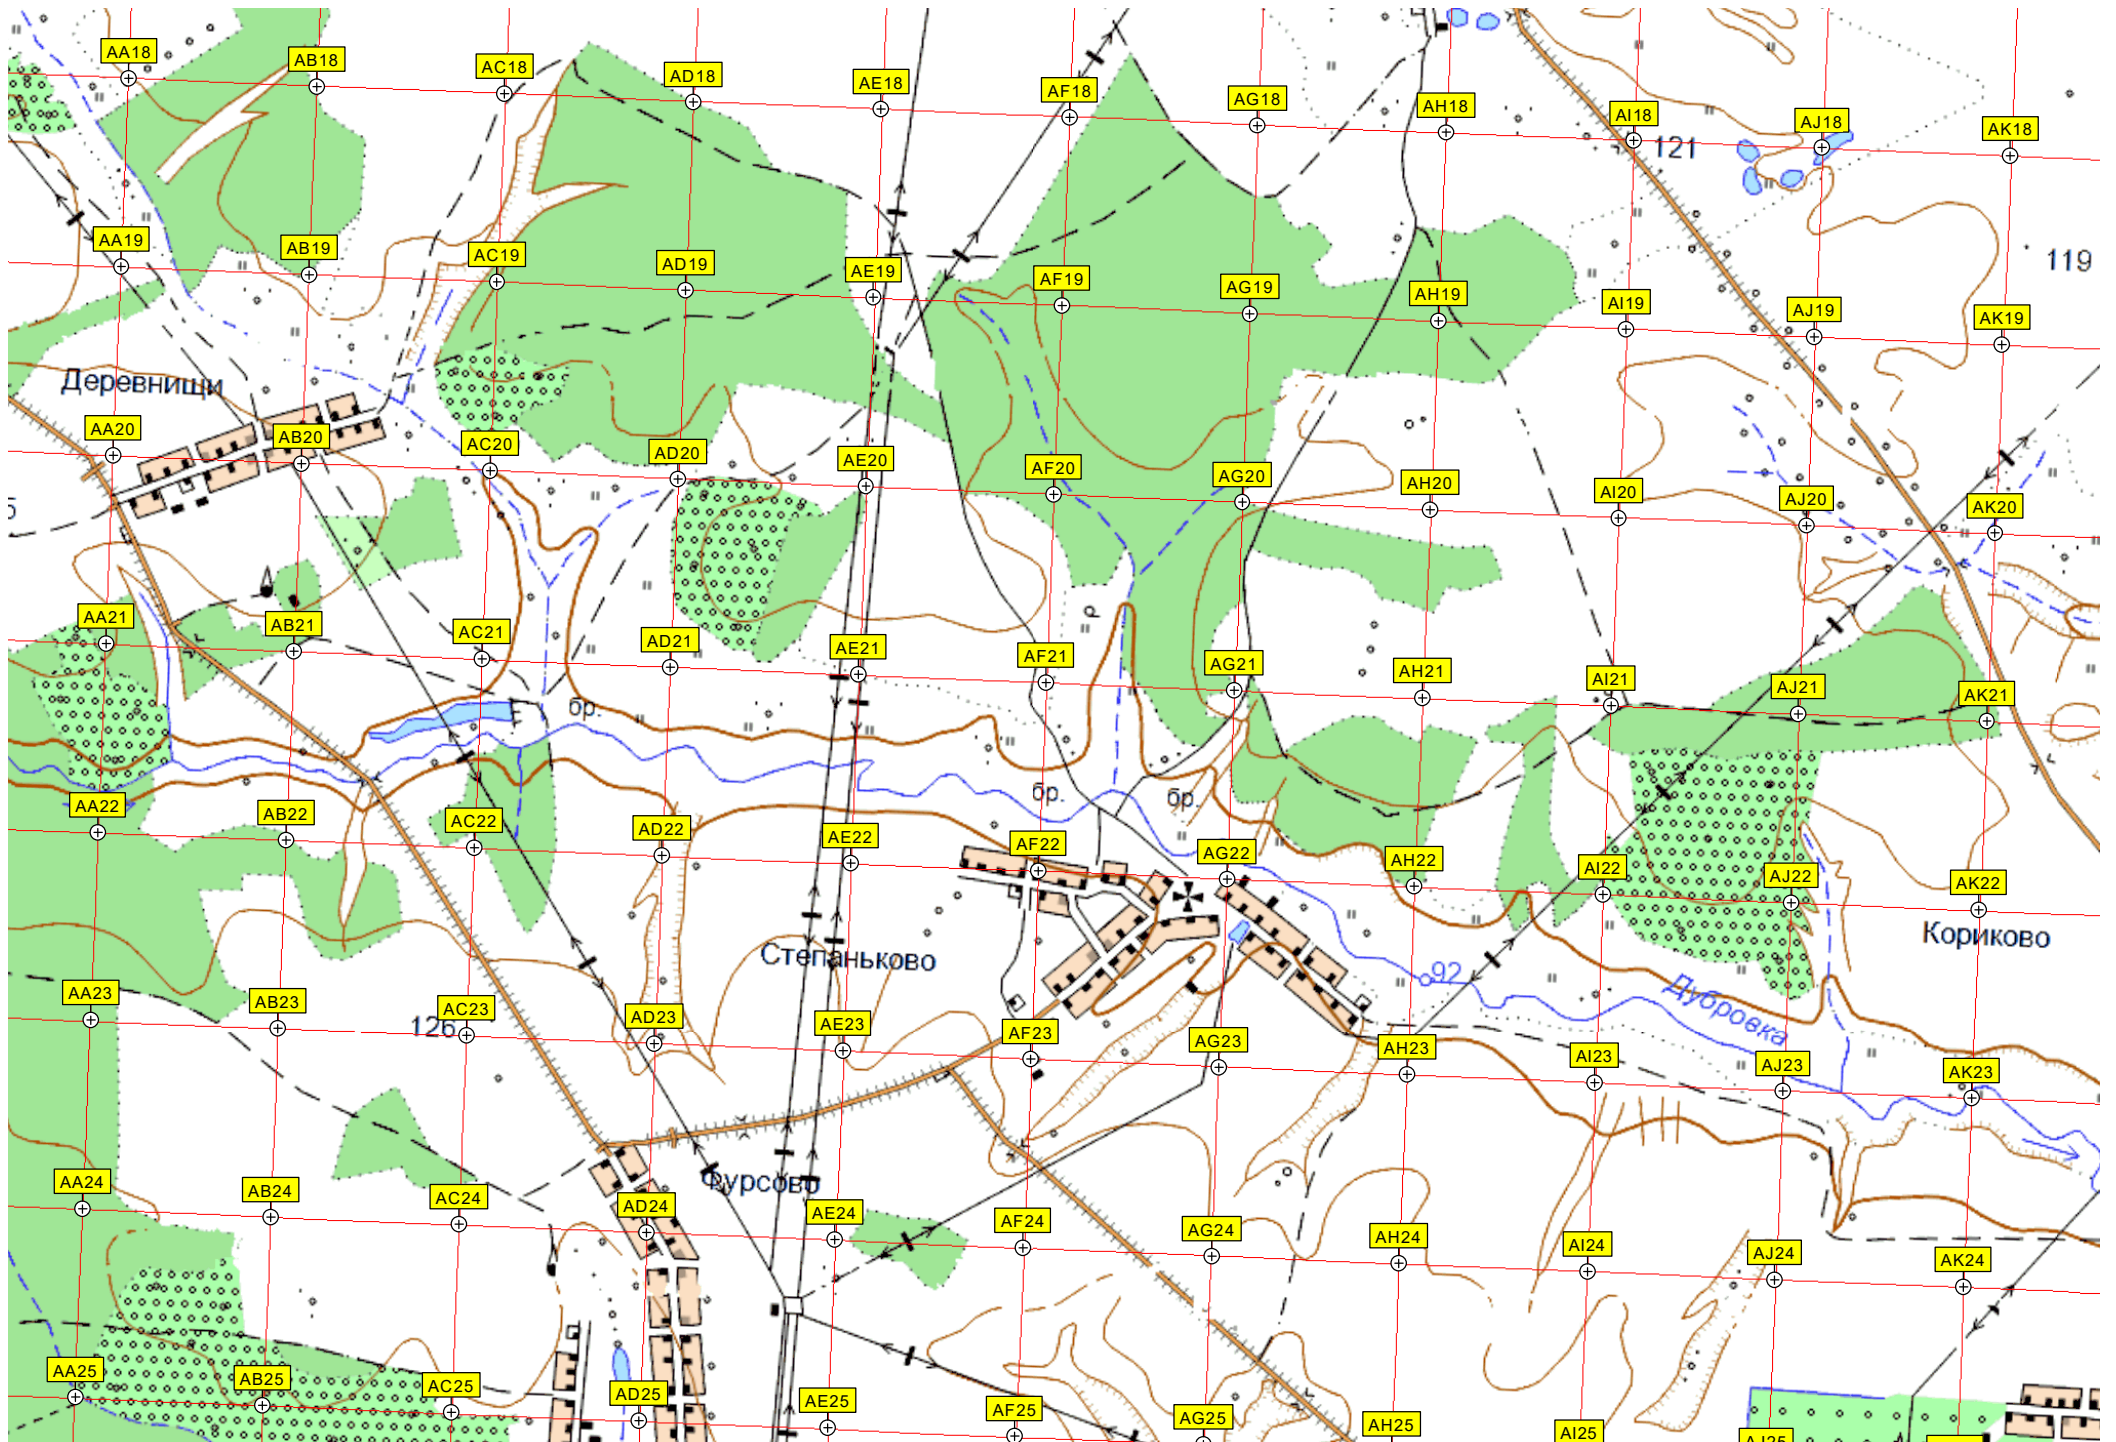 AA18 AB18 AC18 AD18 AE18 AF18 AG18 AH18 AI18 AJ18 AK18
121
119
AA19 AB19 AC19 AD19 AE19 AF19 AG19 AH19 AI19 AJ19 AK19
Деревнищи
AA20 AB20 AC20 AD20 AE20 AF20 AG20 AH20 AI20 AJ20 AK20
AA21 AB21 AC21 AD21 AE21 AF21 AG21 AH21 AI21 AJ21 AK21
бр.
бр.
бр.
AA22 AB22 AC22 AD22 AE22 AF22 AG22 AH22 AI22 AJ22 AK22
Кориково
Степаньково
92
Дубровка
AA23 AB23 AC23 AD23 AE23 AF23 AG23 AH23 AI23 AJ23 AK23
126
Фурсово
AA24 AB24 AC24 AD24 AE24 AF24 AG24 AH24 AI24 AJ24 AK24
AA25 AB25 AC25 AD25 AE25 AF25 AG25 AH25 AI25 AJ25